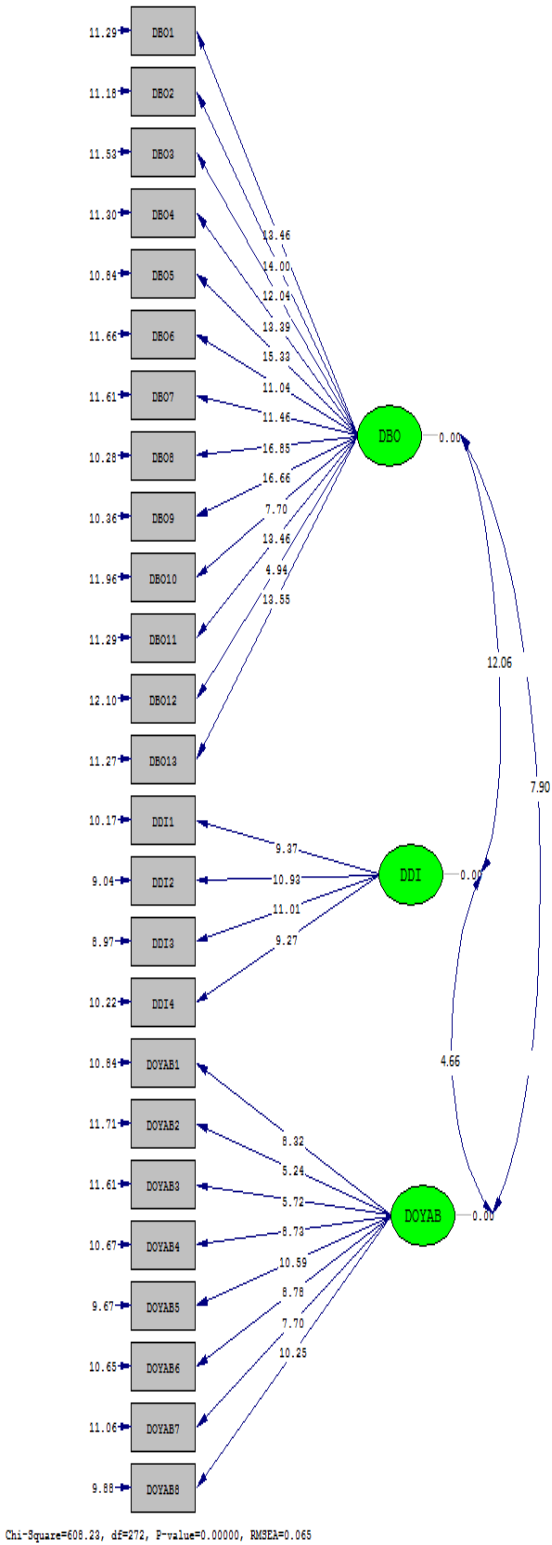 11.29 DBO1
11.18 DBO2
11.53 DBO3
11.30 DBO4
13.46
14.00
10.84 DBO5
12.04
13.39
11.66 DBO6
15.33
11.04
11.61 DBO7
11.46
DBO 0.00
10.28 DBO8
16.85
16.66
10.36 DBO9
7.70
13.46
11.96 DBO10
4.94
13.55
11.29 DBO11
12.06
12.10 DBO12
11.27 DBO13
7.90
10.17 DDI1
9.37
9.04 DDI2
10.93
DDI 0.00
11.01
8.97 DDI3
9.27
10.22 DDI4
10.84 DOYAB1
4.66
11.71 DOYAB2
8.32
5.24
11.61 DOYAB3
5.72
DOYAB 0.00
10.67 DOYAB4
8.73
10.59
9.67 DOYAB5
8.78
7.70
10.25
10.65 DOYAB6
11.06 DOYAB7
9.88 DOYAB8
Chi-Square=608.23, df=272, P-value=0.00000, RMSEA=0.065